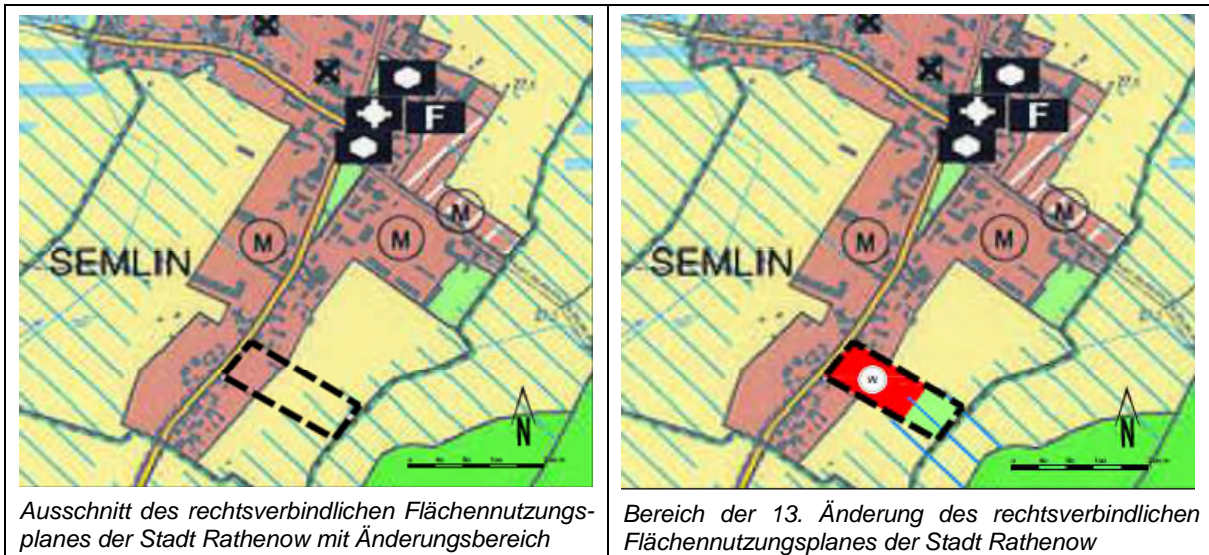 F
M
M
M
SEMLIN
N
Ausschnitt des rechtsverbindlichen Flächennutzungs-
planes der Stadt Rathenow mit Änderungsbereich
F
M
M
M
SEMLIN
W
N
Bereich der 13. Änderung des rechtsverbindlichen
Flächennutzungsplanes der Stadt Rathenow